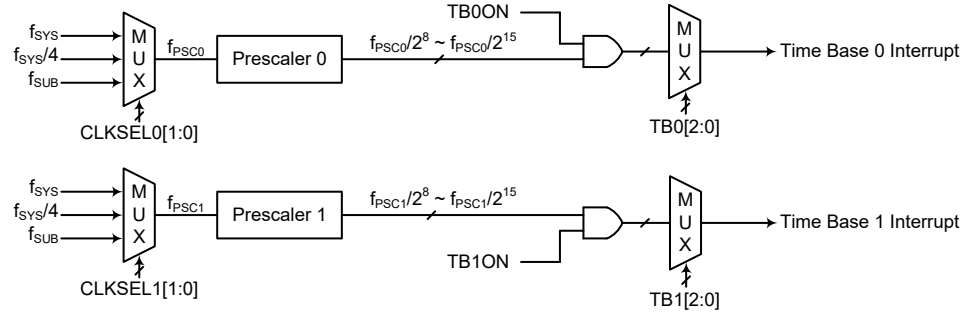 TB0ON
fSYS
fSYS/4
fSUB
M
U
X
fPSC0
Prescaler 0
fPSC0/2^8 ~ fPSC0/2^15
M
U
X
Time Base 0 Interrupt
CLKSEL0[1:0]
TB0[2:0]
fSYS
fSYS/4
fSUB
M
U
X
fPSC1
Prescaler 1
fPSC1/2^8 ~ fPSC1/2^15
M
U
X
Time Base 1 Interrupt
TB1ON
CLKSEL1[1:0]
TB1[2:0]